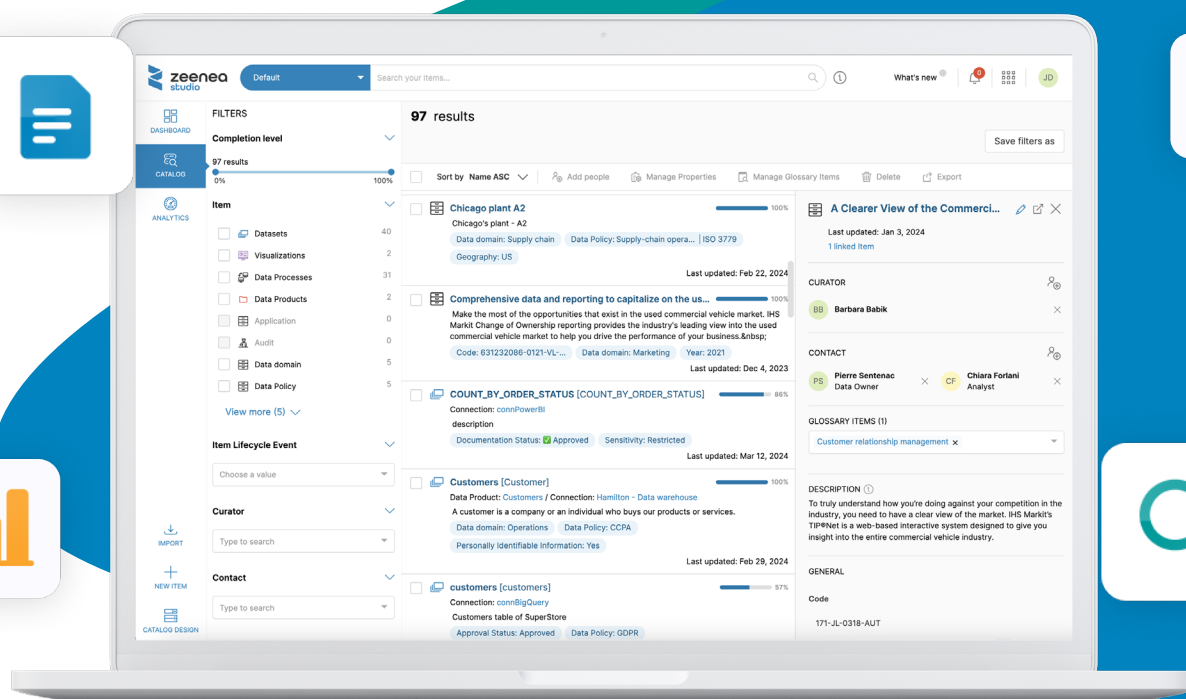 zeenea
studio
Default
Search your items...
What's new
0
JD
DASHBOARD
CATALOG
ANALYTICS
IMPORT
NEW ITEM
CATALOG DESIGN
FILTERS
Completion level
97 results
0% 100%
Item
Datasets 40
Visualizations 2
Data Processes 31
Data Products 2
Application 0
Audit 0
Data domain 5
Data Policy 5
View more (5)
Item Lifecycle Event
Choose a value
Curator
Type to search
Contact
Type to search
97 results
Save filters as
Sort by Name ASC Add people Manage Properties Manage Glossary Items Delete Export
Chicago plant A2 100%
Chicago's plant - A2
Data domain: Supply chain Data Policy: Supply-chain opera... | ISO 3779
Geography: US
Last updated: Feb 22, 2024
Comprehensive data and reporting to capitalize on the us... 100%
Make the most of the opportunities that exist in the used commercial vehicle market. IHS
Markit Change of Ownership reporting provides the industry's leading view into the used
commercial vehicle market to help you drive the performance of your business.&nbsp;
Code: 631232086-0121-VL-... Data domain: Marketing Year: 2021
Last updated: Dec 4, 2023
COUNT_BY_ORDER_STATUS [COUNT_BY_ORDER_STATUS] 86%
Connection: connPowerBI
description
Documentation Status: ✅ Approved Sensitivity: Restricted
Last updated: Mar 12, 2024
Customers [Customer] 100%
Data Product: Customers / Connection: Hamilton - Data warehouse
A customer is a company or an individual who buys our products or services.
Data domain: Operations Data Policy: CCPA
Personally Identifiable Information: Yes
Last updated: Feb 29, 2024
customers [customers] 57%
Connection: connBigQuery
Customers table of SuperStore
Approval Status: Approved Data Policy: GDPR
A Clearer View of the Commerci...
Last updated: Jan 3, 2024
1 linked Item
CURATOR
BB Barbara Babik
CONTACT
PS Pierre Sentenac
Data Owner
CF Chiara Forlani
Analyst
GLOSSARY ITEMS (1)
Customer relationship management ×
DESCRIPTION
To truly understand how you're doing against your competition in the
industry, you need to have a clear view of the market. IHS Markit's
TIP®Net is a web-based interactive system designed to give you
insight into the entire commercial vehicle industry.
GENERAL
Code
171-JL-0318-AUT